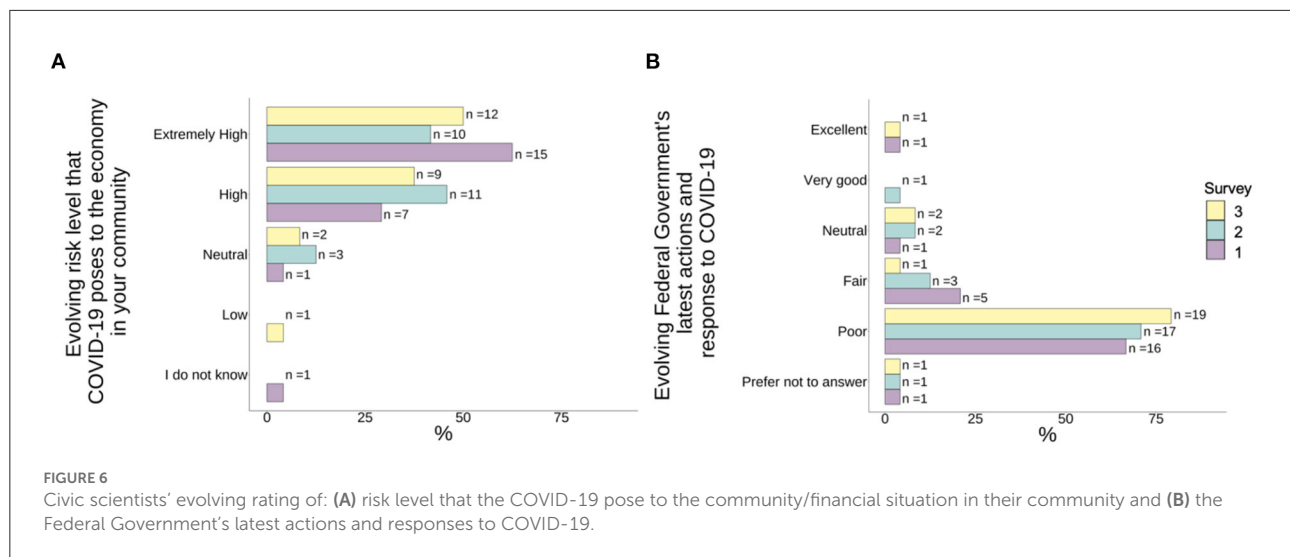 A
Evolving risk level that
COVID-19 poses to the economy
in your community
Extremely High
n =12
n =10
n =15
High
n =9
n =11
n =7
Neutral
n =2
n =3
n =1
Low
n =1
I do not know
n =1
0 25 50 75
%
B
Evolving Federal Government's
latest actions and
response to COVID-19
Excellent
n =1
n =1
Very good
n =1
Neutral
n =2
n =2
n =1
Fair
n =1
n =3
n =5
Poor
n =19
n =17
n =16
Prefer not to answer
n =1
n =1
n =1
0 25 50 75
%
Survey
3
2
1
FIGURE 6
Civic scientists' evolving rating of: (A) risk level that the COVID-19 pose to the community/financial situation in their community and (B) the
Federal Government's latest actions and responses to COVID-19.